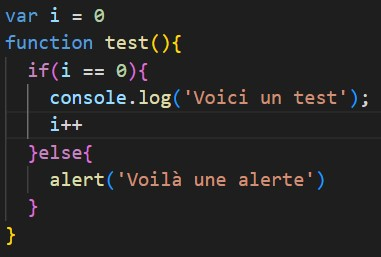 var i = 0
function test(){
  if(i == 0){
    console.log('Voici un test');
    i++
  }else{
    alert('Voilà une alerte')
  }
}